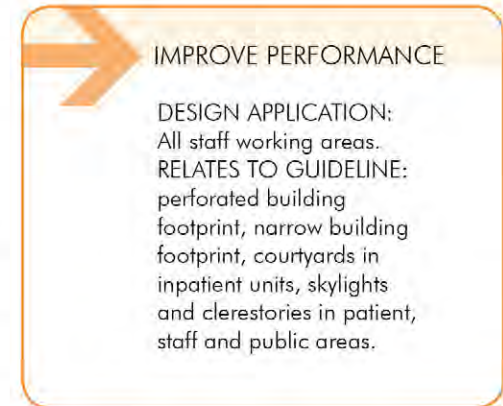 IMPROVE PERFORMANCE
DESIGN APPLICATION:
All staff working areas.
RELATES TO GUIDELINE:
perforated building
footprint, narrow building
footprint, courtyards in
inpatient units, skylights
and clerestories in patient,
staff and public areas.